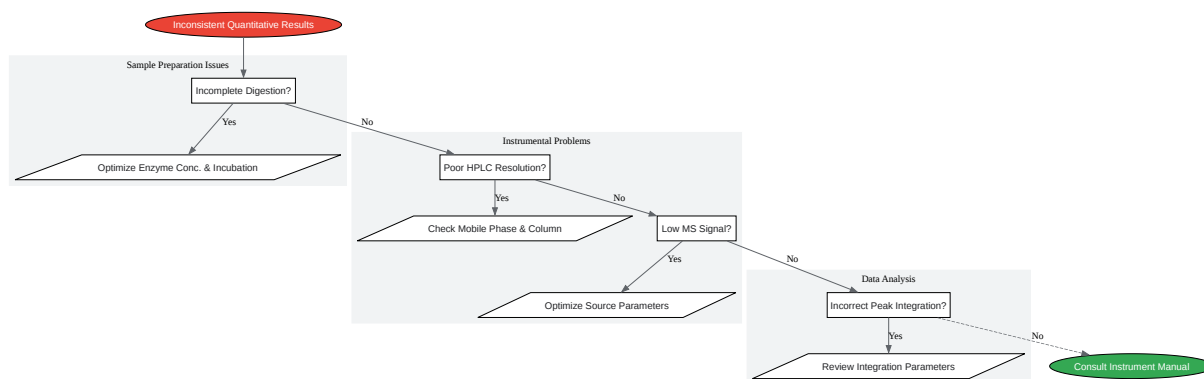 Inconsistent Quantitative Results
Sample Preparation Issues
Incomplete Digestion?
Yes
No
Optimize Enzyme Conc. & Incubation
Instrumental Problems
Poor HPLC Resolution?
Yes
No
Check Mobile Phase & Column
Low MS Signal?
Yes
No
Optimize Source Parameters
Data Analysis
Incorrect Peak Integration?
Yes
No
Review Integration Parameters
Consult Instrument Manual